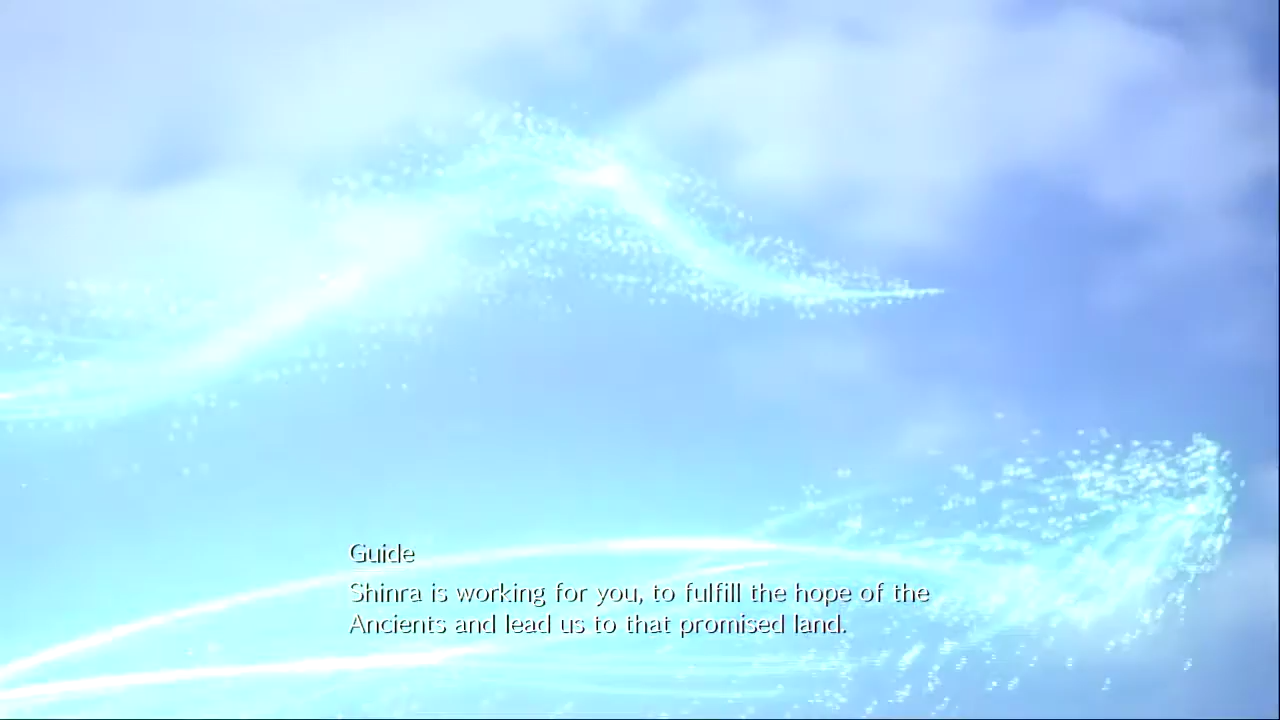 Guide
Shinra is working for you, to fulfill the hope of the
Ancients and lead us to that promised land.